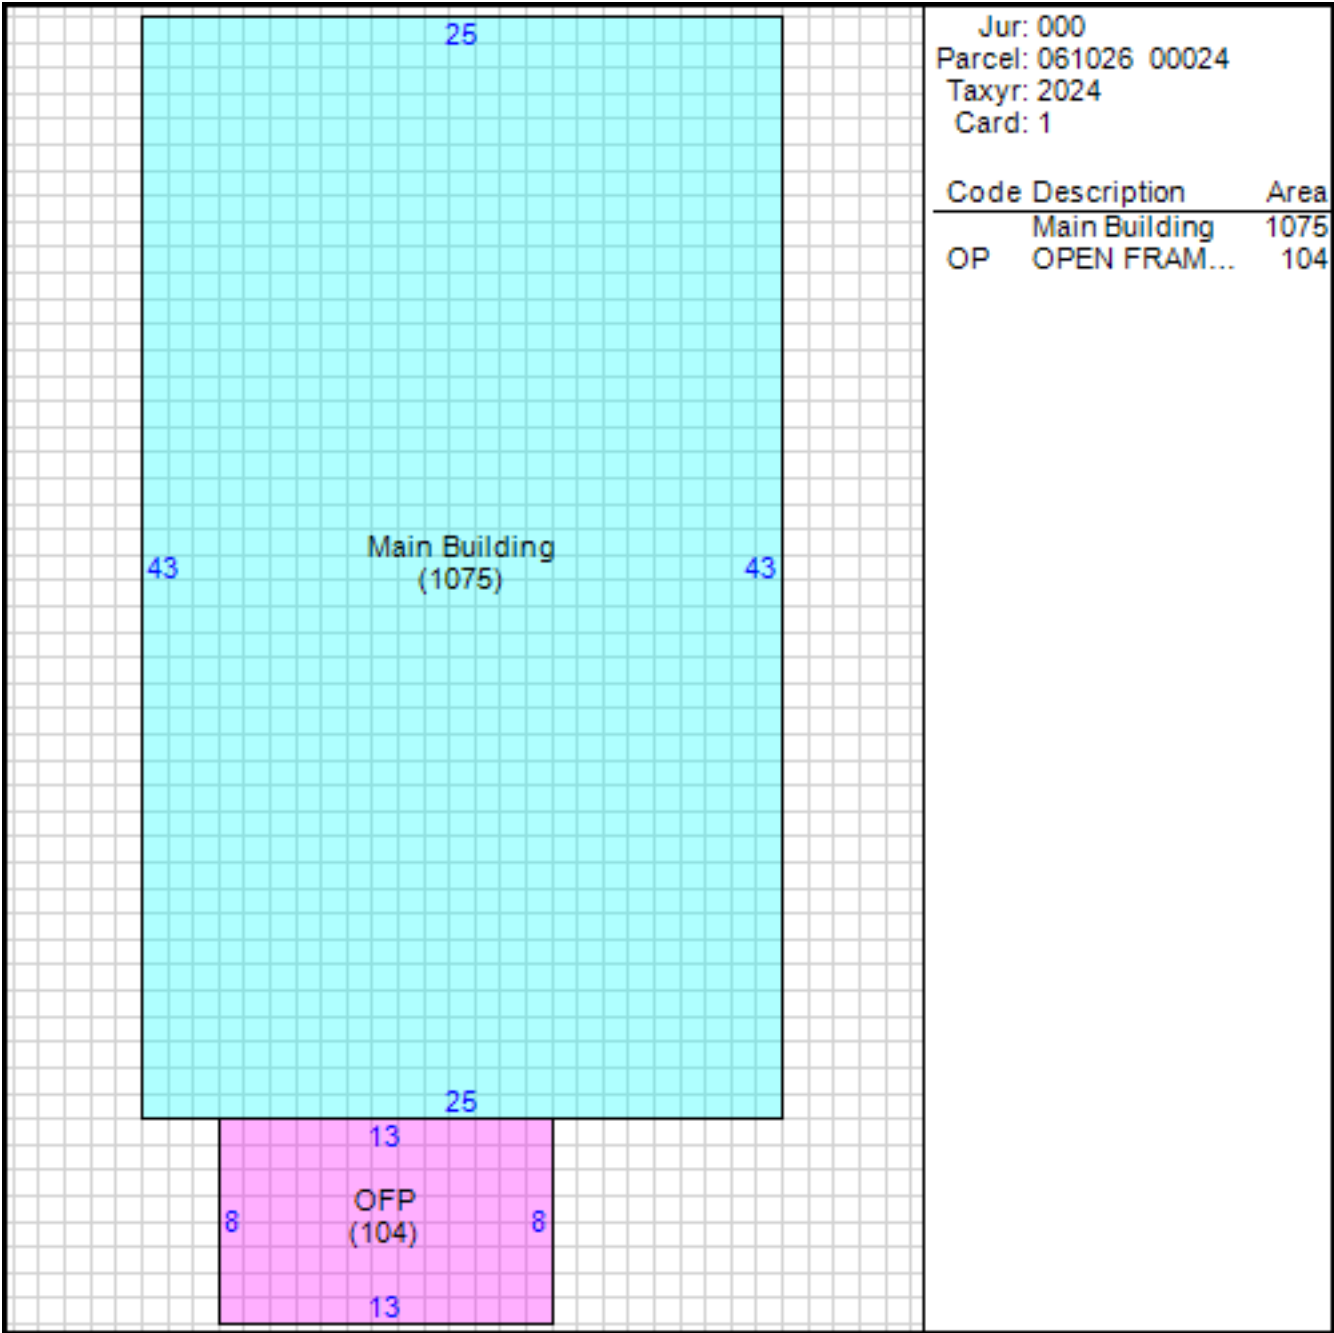 25
43
Main Building
(1075)
43
25
13
OFP
(104)
8
8
13
Jur: 000
Parcel: 061026 00024
Taxyr: 2024
Card: 1
Code Description Area
Main Building 1075
OP OPEN FRAM... 104